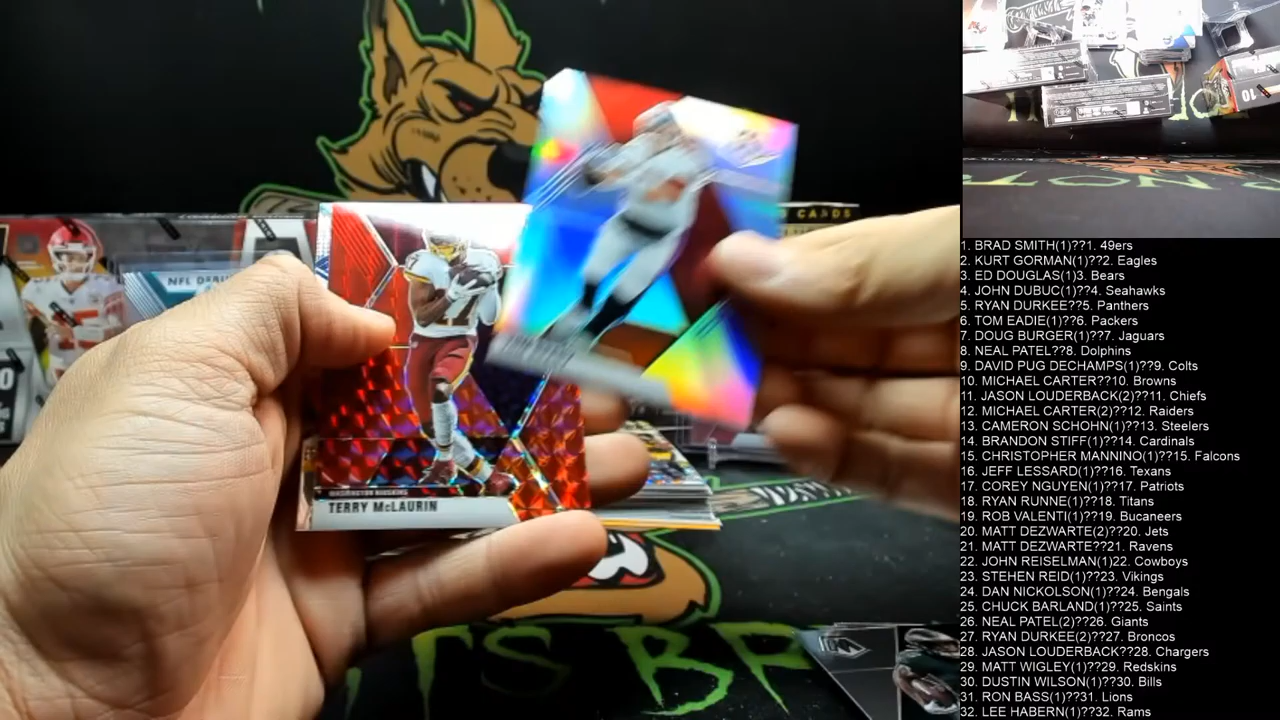 CARDS
NFL DEBUT
17
WASHINGTON REDSKINS
TERRY McLAURIN
10
1. BRAD SMITH(1)??1. 49ers
2. KURT GORMAN(1)??2. Eagles
3. ED DOUGLAS(1)3. Bears
4. JOHN DUBUC(1)??4. Seahawks
5. RYAN DURKEE??5. Panthers
6. TOM EADIE(1)??6. Packers
7. DOUG BURGER(1)??7. Jaguars
8. NEAL PATEL??8. Dolphins
9. DAVID PUG DECHAMPS(1)??9. Colts
10. MICHAEL CARTER??10. Browns
11. JASON LOUDERBACK(2)??11. Chiefs
12. MICHAEL CARTER(2)??12. Raiders
13. CAMERON SCHOHN(1)??13. Steelers
14. BRANDON STIFF(1)??14. Cardinals
15. CHRISTOPHER MANNINO(1)??15. Falcons
16. JEFF LESSARD(1)??16. Texans
17. COREY NGUYEN(1)??17. Patriots
18. RYAN RUNNE(1)??18. Titans
19. ROB VALENTI(1)??19. Bucaneers
20. MATT DEZWARTE(2)??20. Jets
21. MATT DEZWARTE??21. Ravens
22. JOHN REISELMAN(1)22. Cowboys
23. STEHEN REID(1)??23. Vikings
24. DAN NICKOLSON(1)??24. Bengals
25. CHUCK BARLAND(1)??25. Saints
26. NEAL PATEL(2)??26. Giants
27. RYAN DURKEE(2)??27. Broncos
28. JASON LOUDERBACK??28. Chargers
29. MATT WIGLEY(1)??29. Redskins
30. DUSTIN WILSON(1)??30. Bills
31. RON BASS(1)??31. Lions
32. LEE HABERN(1)??32. Rams